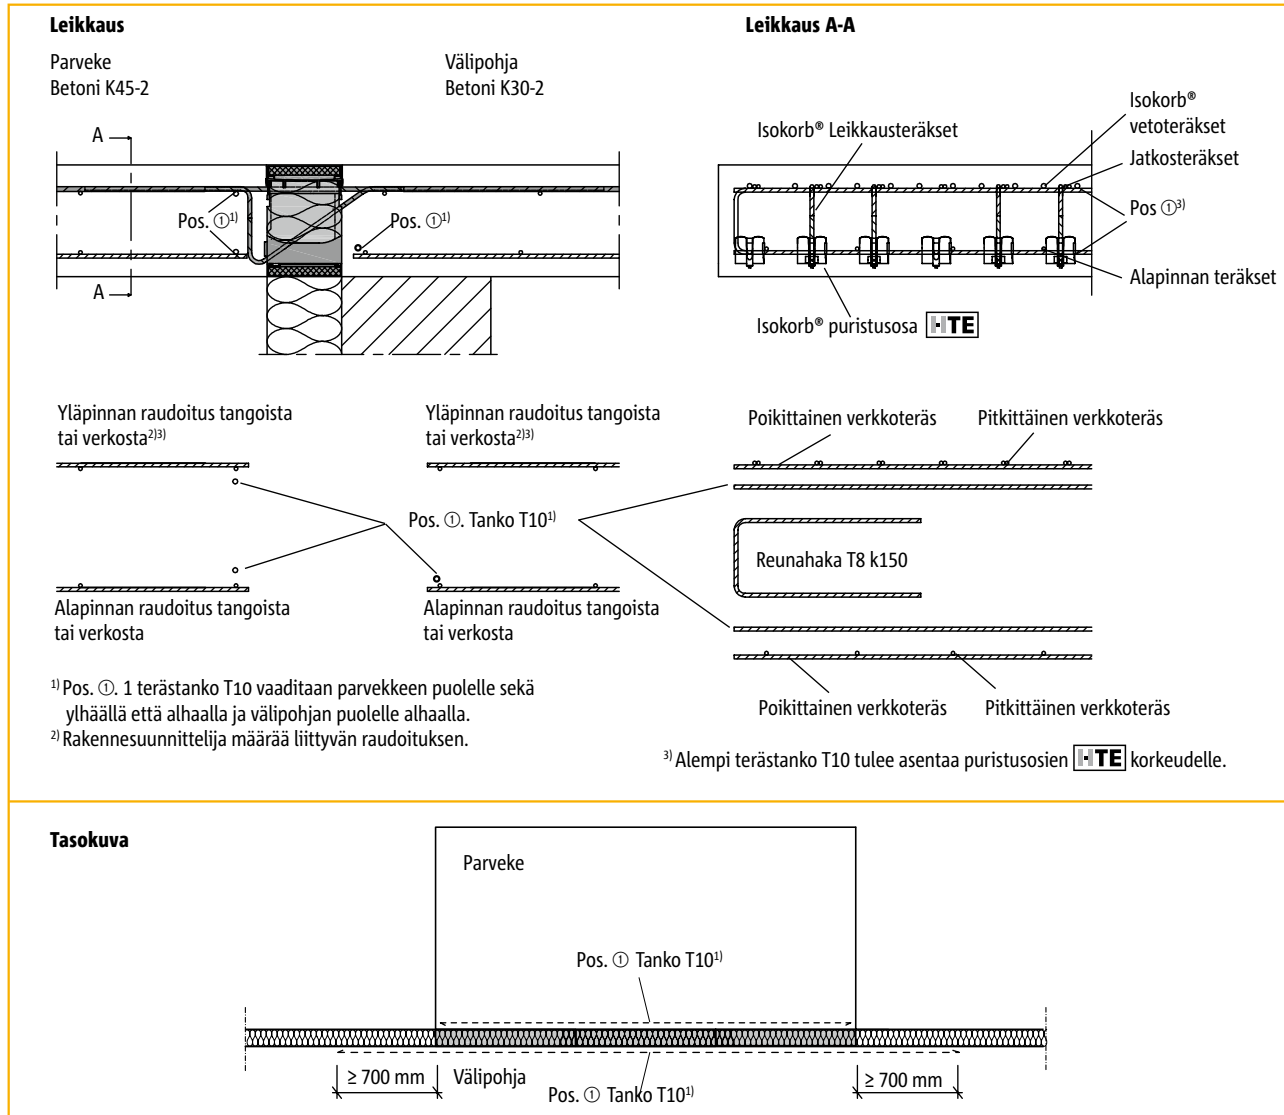 Leikkaus
Parveke
Betoni K45-2
Välipohja
Betoni K30-2
A
Pos. ①¹⁾
Pos. ①¹⁾
A
Leikkaus A-A
Isokorb® Leikkausteräkset
Isokorb®
vetoteräkset
Jatkosteräkset
Pos ①³⁾
Alapinnan teräkset
Isokorb® puristusosa HTE
Yläpinnan raudoitus tangoista
tai verkosta²⁾³⁾
Yläpinnan raudoitus tangoista
tai verkosta²⁾³⁾
Pos. ①. Tanko T10¹⁾
Alapinnan raudoitus tangoista
tai verkosta
Alapinnan raudoitus tangoista
tai verkosta
Poikittainen verkkoteräs
Pitkittäinen verkkoteräs
Reunahaka T8 k150
Poikittainen verkkoteräs
Pitkittäinen verkkoteräs
¹⁾ Pos. ①. 1 terästanko T10 vaaditaan parvekkeen puolelle sekä
ylhäällä että alhaalla ja välipohjan puolelle alhaalla.
²⁾ Rakennesuunnittelija määrää liittyvän raudoituksen.
³⁾ Alempi terästanko T10 tulee asentaa puristusosien HTE korkeudelle.
Tasokuva
Parveke
Pos. ① Tanko T10¹⁾
≥ 700 mm
Välipohja
Pos. ① Tanko T10¹⁾
≥ 700 mm